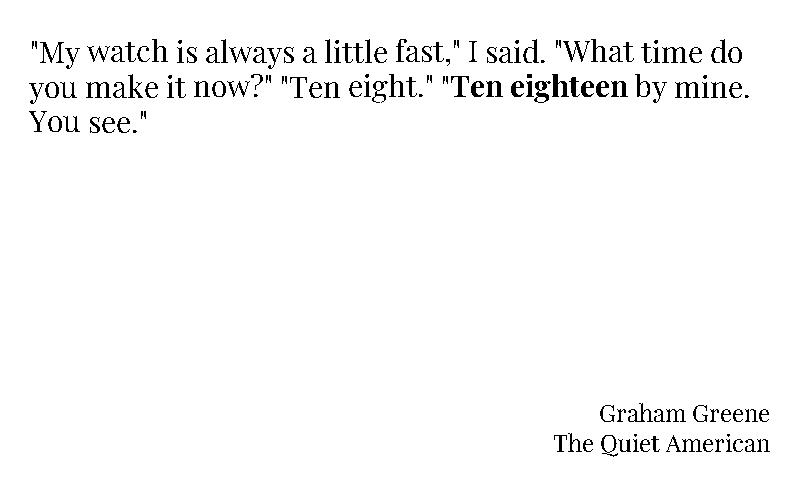 "My watch is always a little fast," I said. "What time do
you make it now?" "Ten eight." "Ten eighteen by mine.
You see."
Graham Greene
The Quiet American